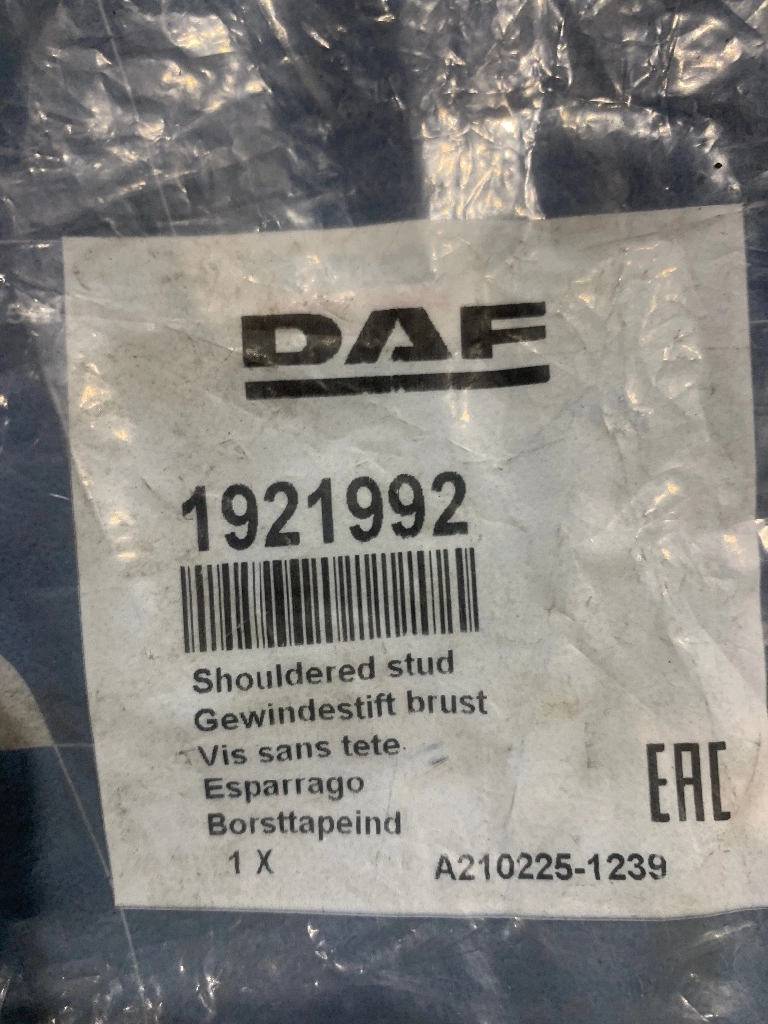 DAF
1921992
Shouldered stud
Gewindestift brust
Vis sans tete
Esparrago
Borsttapeind
EAC
1 X A210225-1239